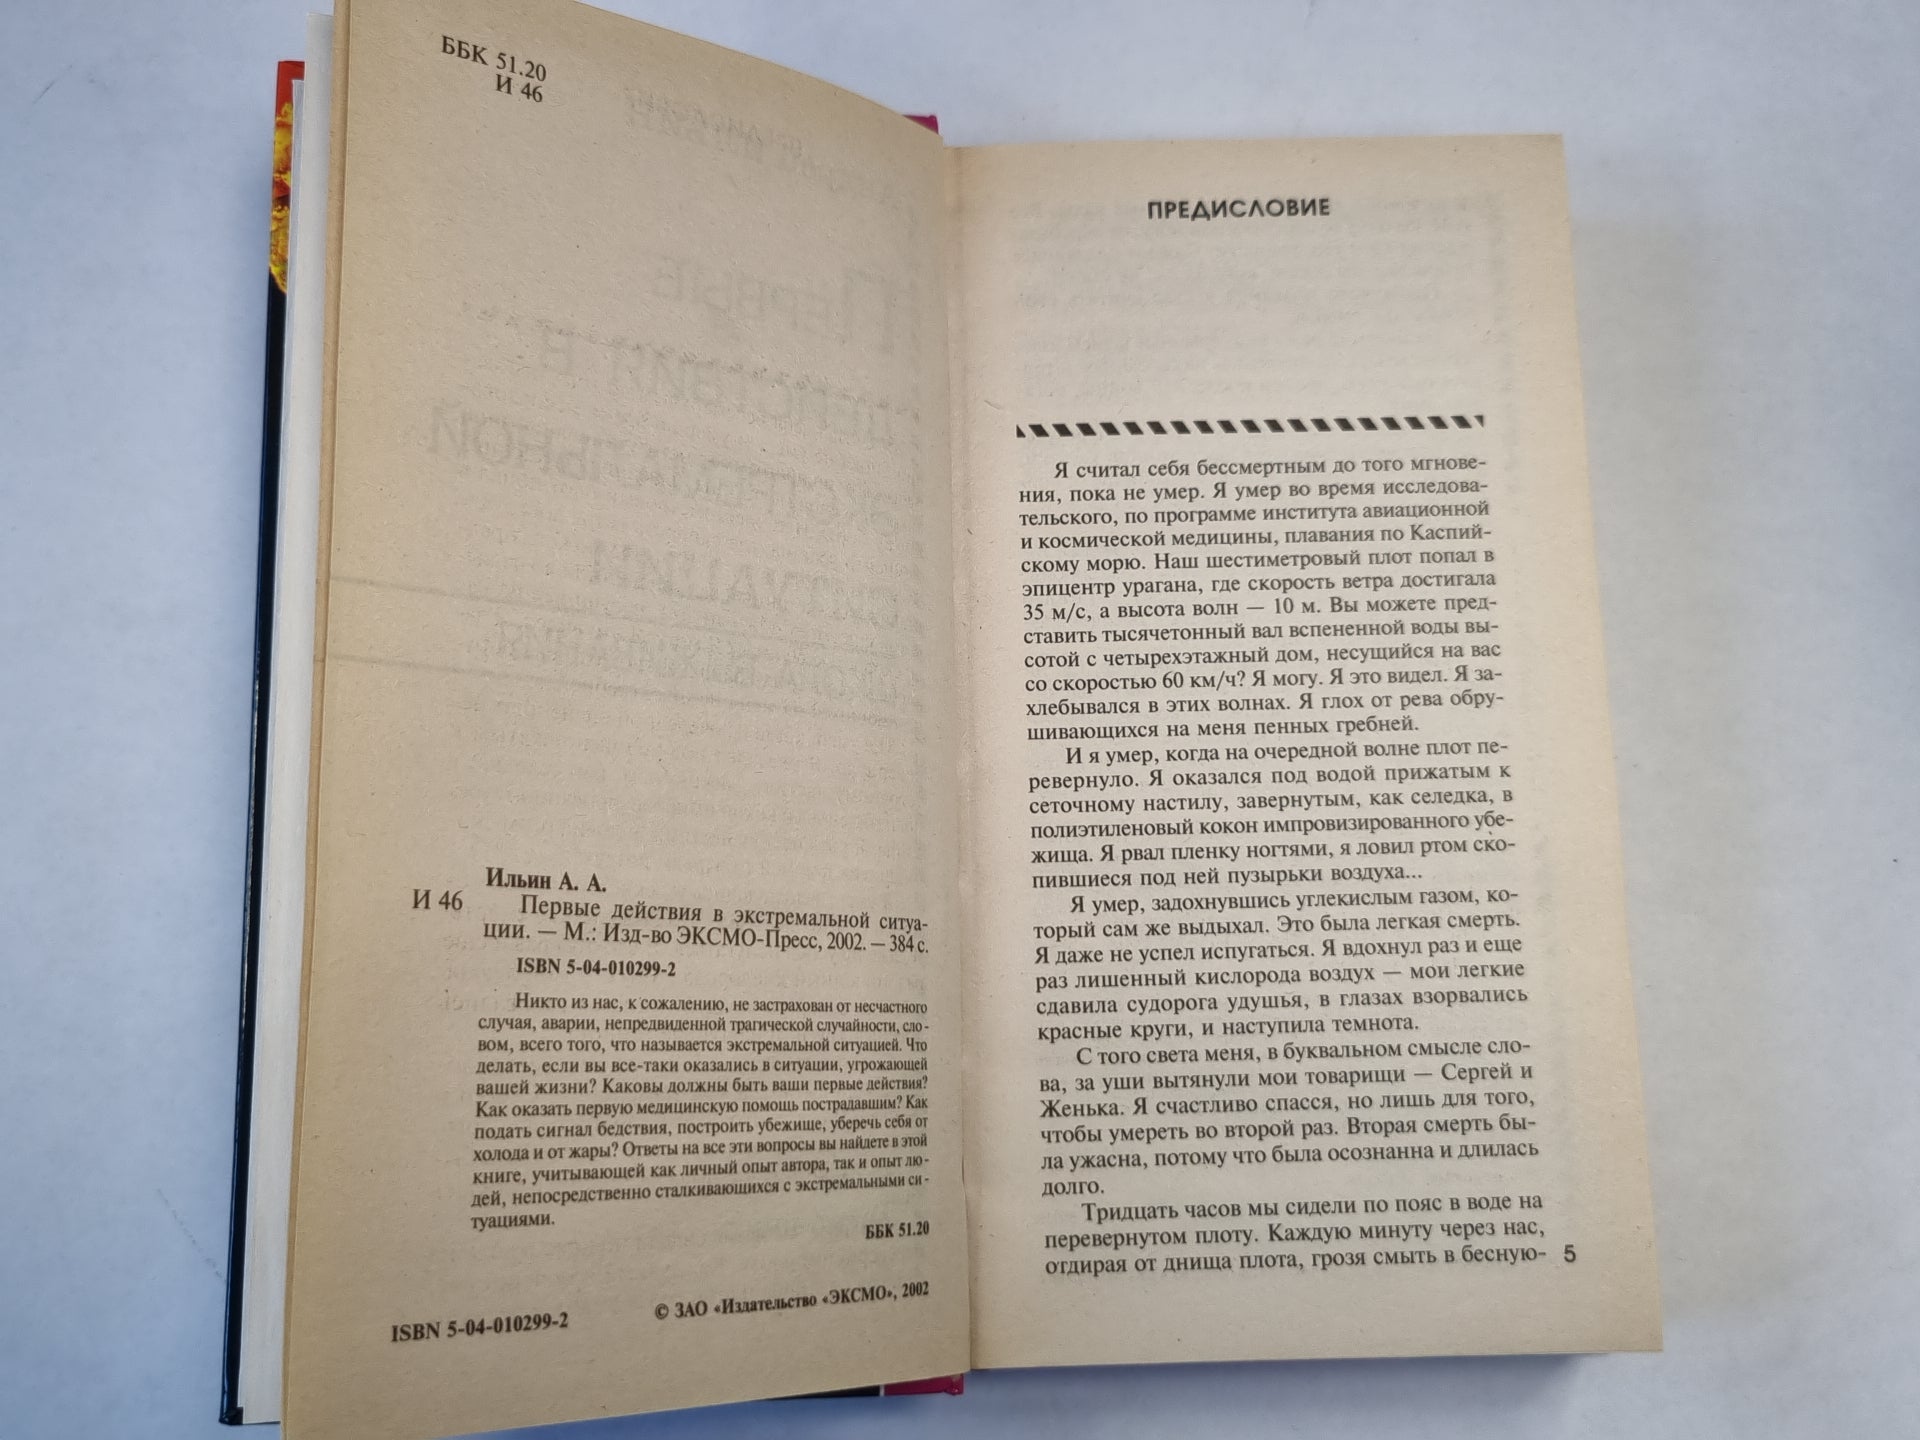 ББК 51.20
И 46
Ильин А. А.
И 46 Первые действия в экстремальной ситуа-
ции. — М.: Изд-во ЭКСМО-Пресс, 2002. — 384 с.
ISBN 5-04-010299-2
Никто из нас, к сожалению, не застрахован от несчастного
случая, аварии, непредвиденной трагической случайности, сло-
вом, всего того, что называется экстремальной ситуацией. Что
делать, если вы все-таки оказались в ситуации, угрожающей
вашей жизни? Каковы должны быть ваши первые действия?
Как оказать первую медицинскую помощь пострадавшим? Как
подать сигнал бедствия, построить убежище, уберечь себя от
холода и от жары? Ответы на все эти вопросы вы найдете в этой
книге, учитывающей как личный опыт автора, так и опыт лю-
дей, непосредственно сталкивающихся с экстремальными си-
туациями.
ББК 51.20
© ЗАО «Издательство «ЭКСМО», 2002
ISBN 5-04-010299-2
ПРЕДИСЛОВИЕ
Я считал себя бессмертным до того мгнове-
ния, пока не умер. Я умер во время исследова-
тельского, по программе института авиационной
и космической медицины, плавания по Каспий-
скому морю. Наш шестиметровый плот попал в
эпицентр урагана, где скорость ветра достигала
35 м/с, а высота волн — 10 м. Вы можете пред-
ставить тысячетонный вал вспененной воды вы-
сотой с четырехэтажный дом, несущийся на вас
со скоростью 60 км/ч? Я могу. Я это видел. Я за-
хлебывался в этих волнах. Я глох от рева обру-
шивающихся на меня пенных гребней.
И я умер, когда на очередной волне плот пе-
ревернуло. Я оказался под водой прижатым к
сеточному настилу, завернутым, как селедка, в
полиэтиленовый кокон импровизированного убе-
жища. Я рвал пленку ногтями, я ловил ртом ско-
пившиеся под ней пузырьки воздуха...
Я умер, задохнувшись углекислым газом, ко-
торый сам же выдыхал. Это была легкая смерть.
Я даже не успел испугаться. Я вдохнул раз и еще
раз лишенный кислорода воздух — мои легкие
сдавила судорога удушья, в глазах взорвались
красные круги, и наступила темнота.
С того света меня, в буквальном смысле сло-
ва, за уши вытянули мои товарищи — Сергей и
Женька. Я счастливо спасся, но лишь для того,
чтобы умереть во второй раз. Вторая смерть бы-
ла ужасна, потому что была осознанна и длилась
долго.
Тридцать часов мы сидели по пояс в воде на
перевернутом плоту. Каждую минуту через нас,
отдирая от днища плота, грозя смыть в бесную-
5